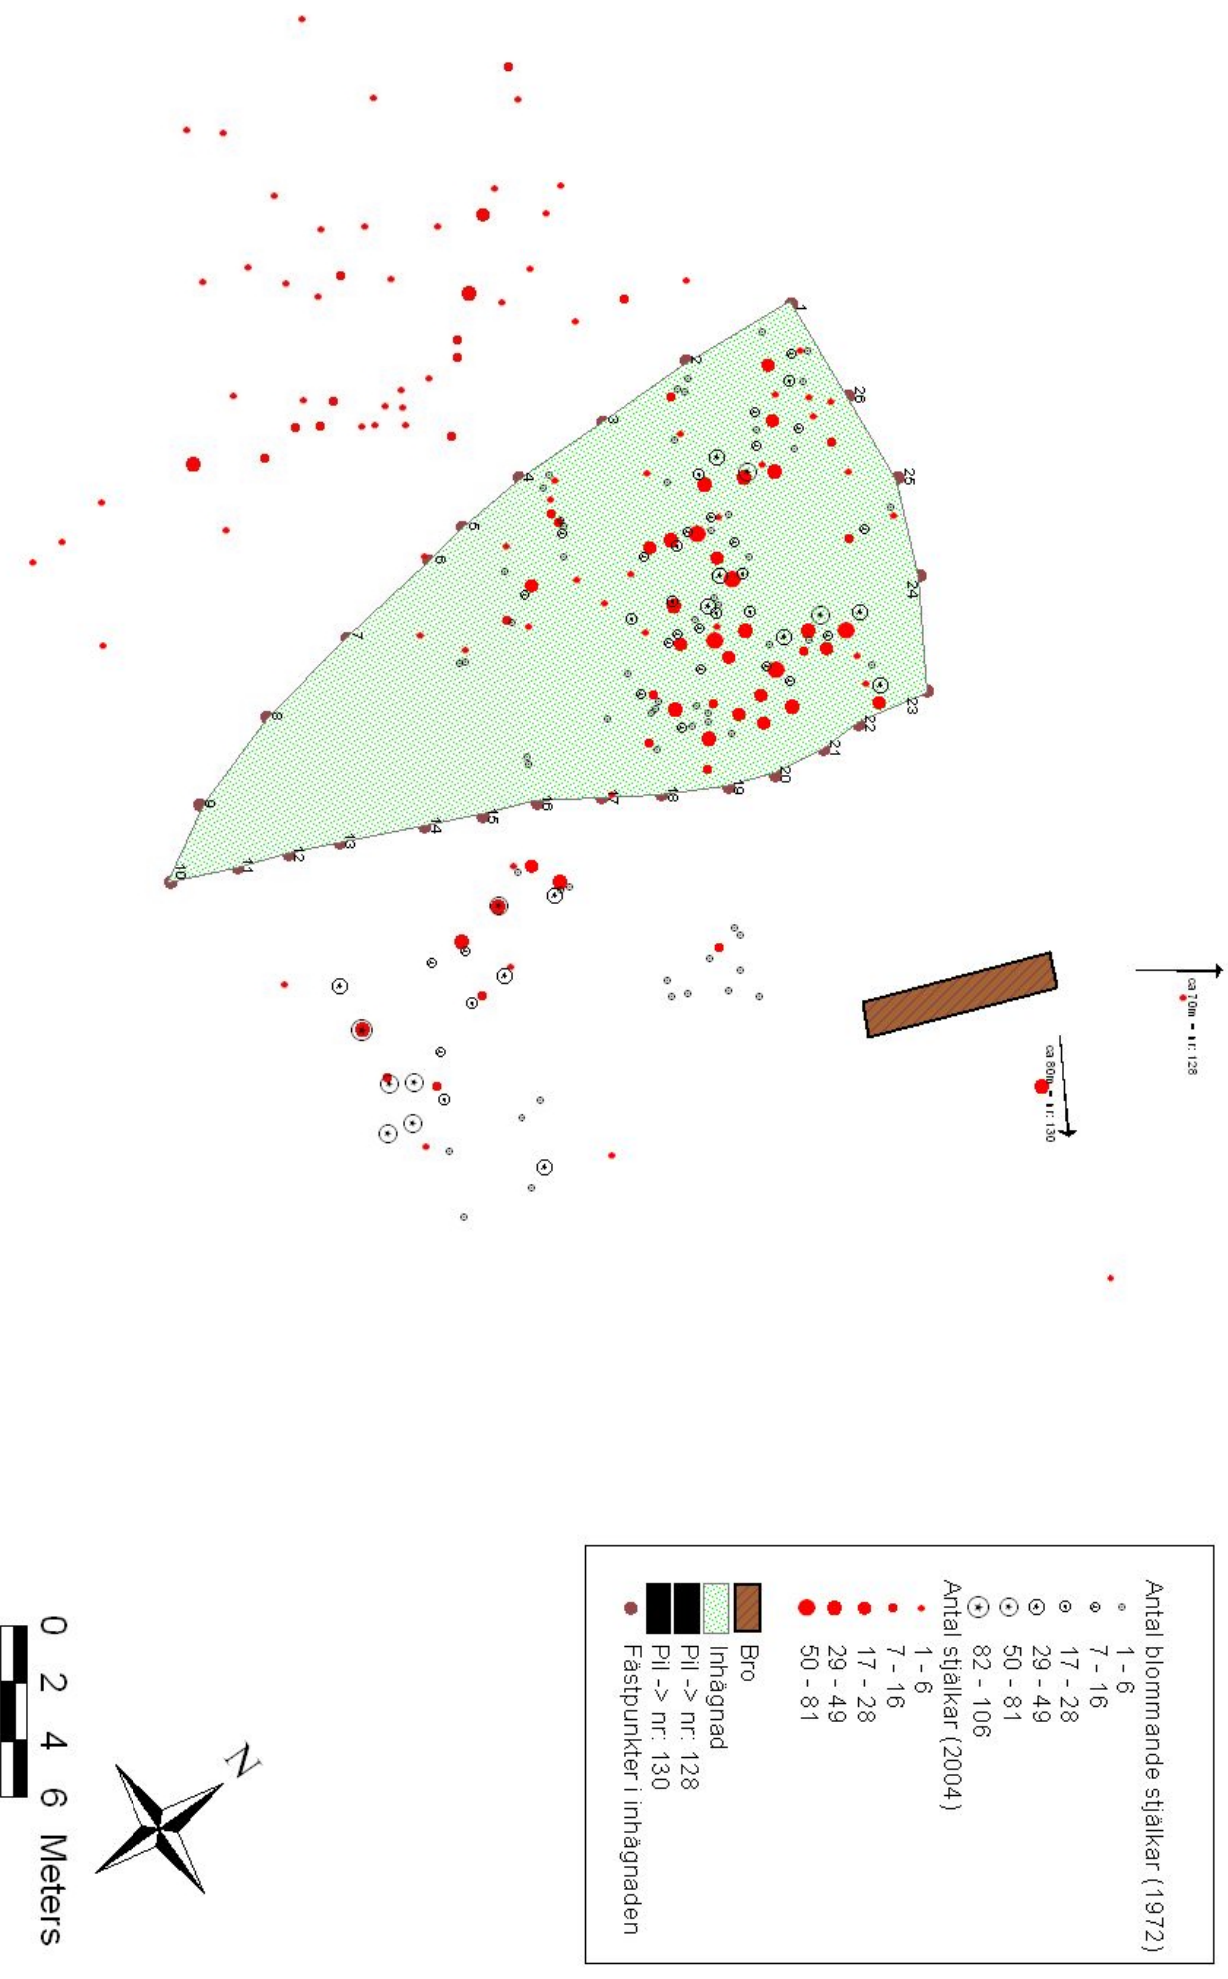 1
2
3
4
5
6
7
8
9
10
11
12
13
14
15
16
17
18
19
20
21
22
23
24
25
26
ca 70m = nr: 128
ca 80m = nr: 130
Antal blommande stjälkar (1972)
1 - 6
7 - 16
17 - 28
29 - 49
50 - 81
82 - 106
Antal stjälkar (2004)
1 - 6
7 - 16
17 - 28
29 - 49
50 - 81
Bro
Inhägnad
Pil -> nr: 128
Pil -> nr: 130
Fästpunkter i inhägnaden
N
0 2 4 6 Meters